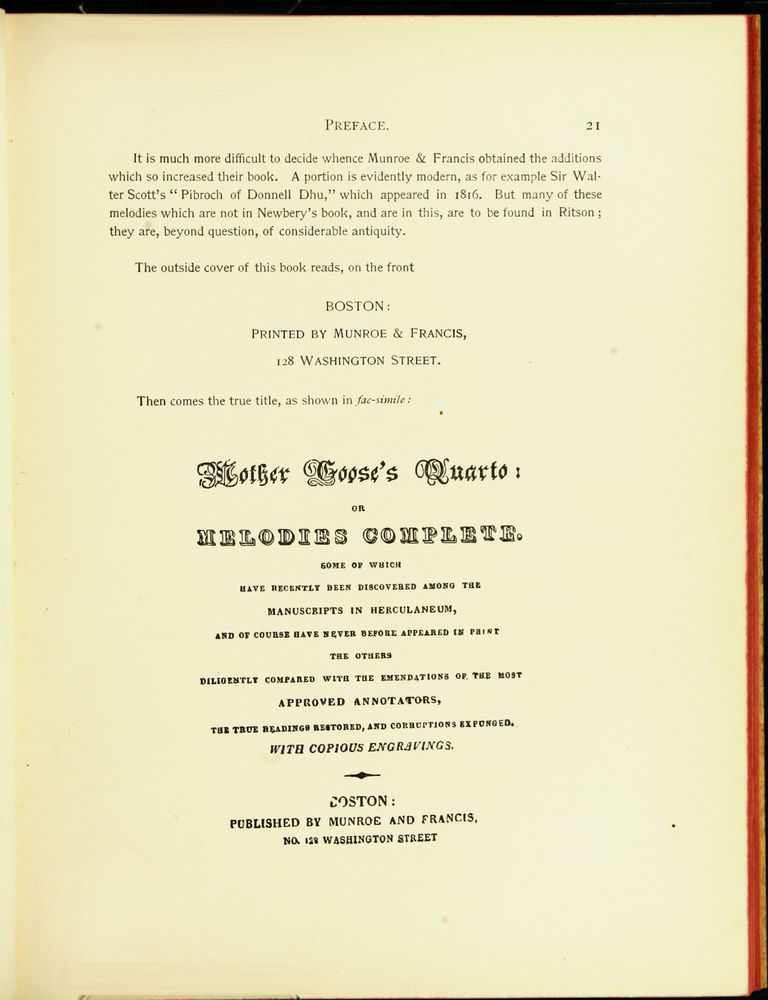 PREFACE. 21
It is much more difficult to decide whence Munroe & Francis obtained the additions
which so increased their book. A portion is evidently modern, as for example Sir Wal-
ter Scott's “ Pibroch of Donnell Dhu,” which appeared in 1816. But many of these
melodies which are not in Newbery's book, and are in this, are to be found in Ritson ;
they are, beyond question, of considerable antiquity.
The outside cover of this book reads, on the front
BOSTON:
PRINTED BY MUNROE & FRANCIS,
128 WASHINGTON STREET.
Then comes the true title, as shown in fac-simile :
Mother Goose's Quarto :
OR
MELODIES COMPLETE.
SOME OF WHICH
HAVE RECENTLY BEEN DISCOVERED AMONG THE
MANUSCRIPTS IN HERCULANEUM,
AND OF COURSE HAVE NEVER BEFORE APPEARED IN PRINT
THE OTHERS
DILIGENTLY COMPARED WITH THE EMENDATIONS OF THE MOST
APPROVED ANNOTATORS,
THE TRUE READINGS RESTORED, AND CORRUPTIONS EXPUNGED.
WITH COPIOUS ENGRAVINGS.
BOSTON :
PUBLISHED BY MUNROE AND FRANCIS,
NO. 128 WASHINGTON STREET